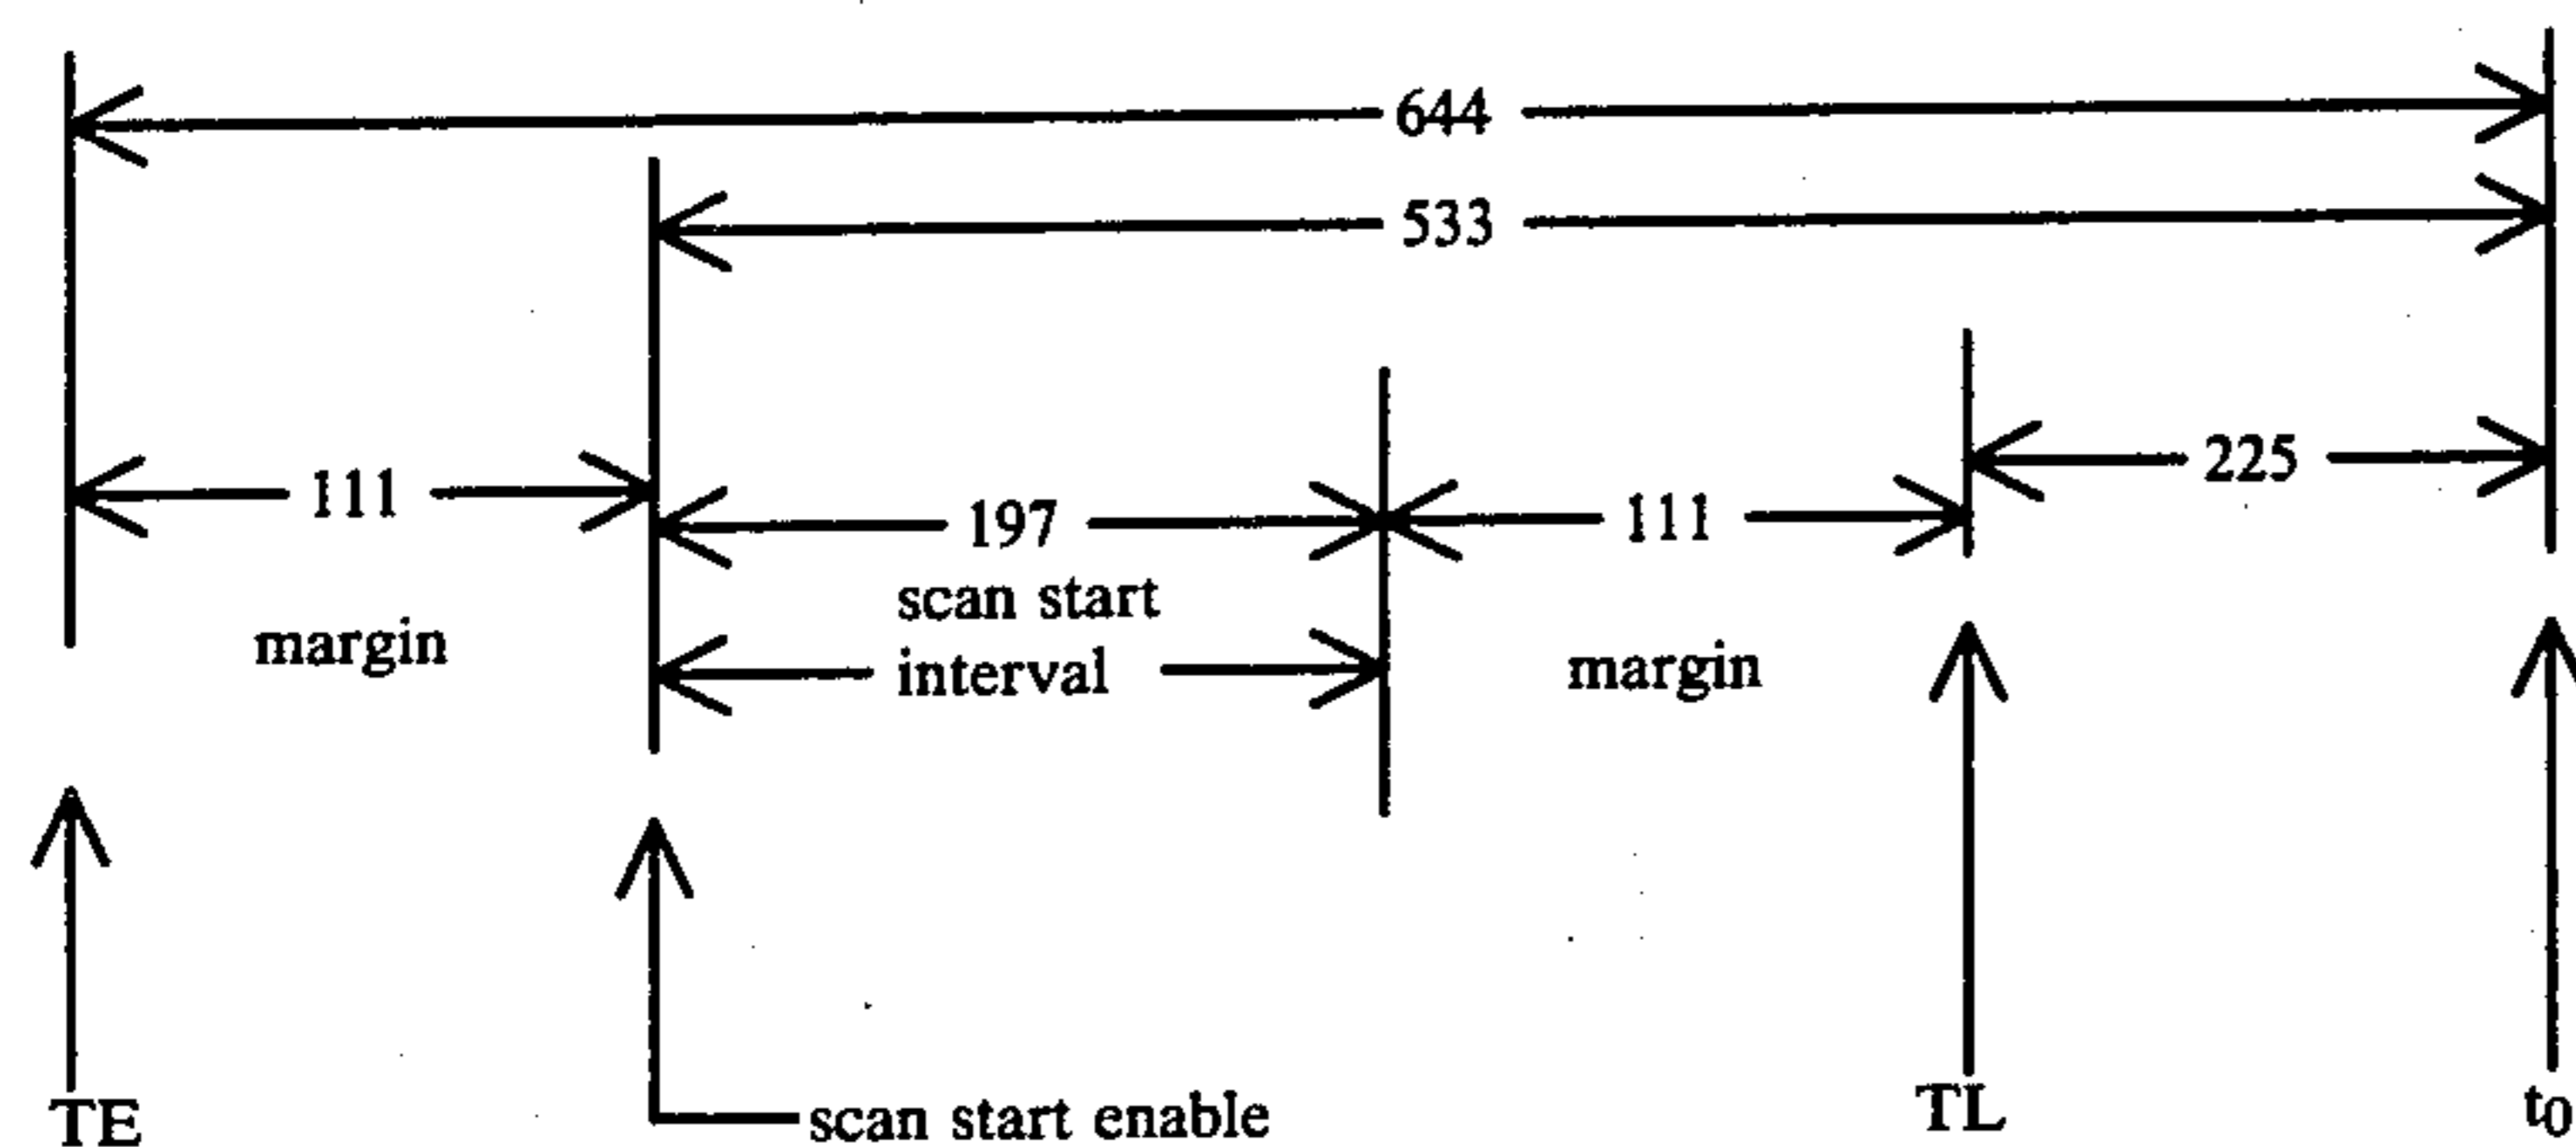 644
533
225
111
197
111
scan start
interval
margin
margin
TE
scan start enable
TL
t0